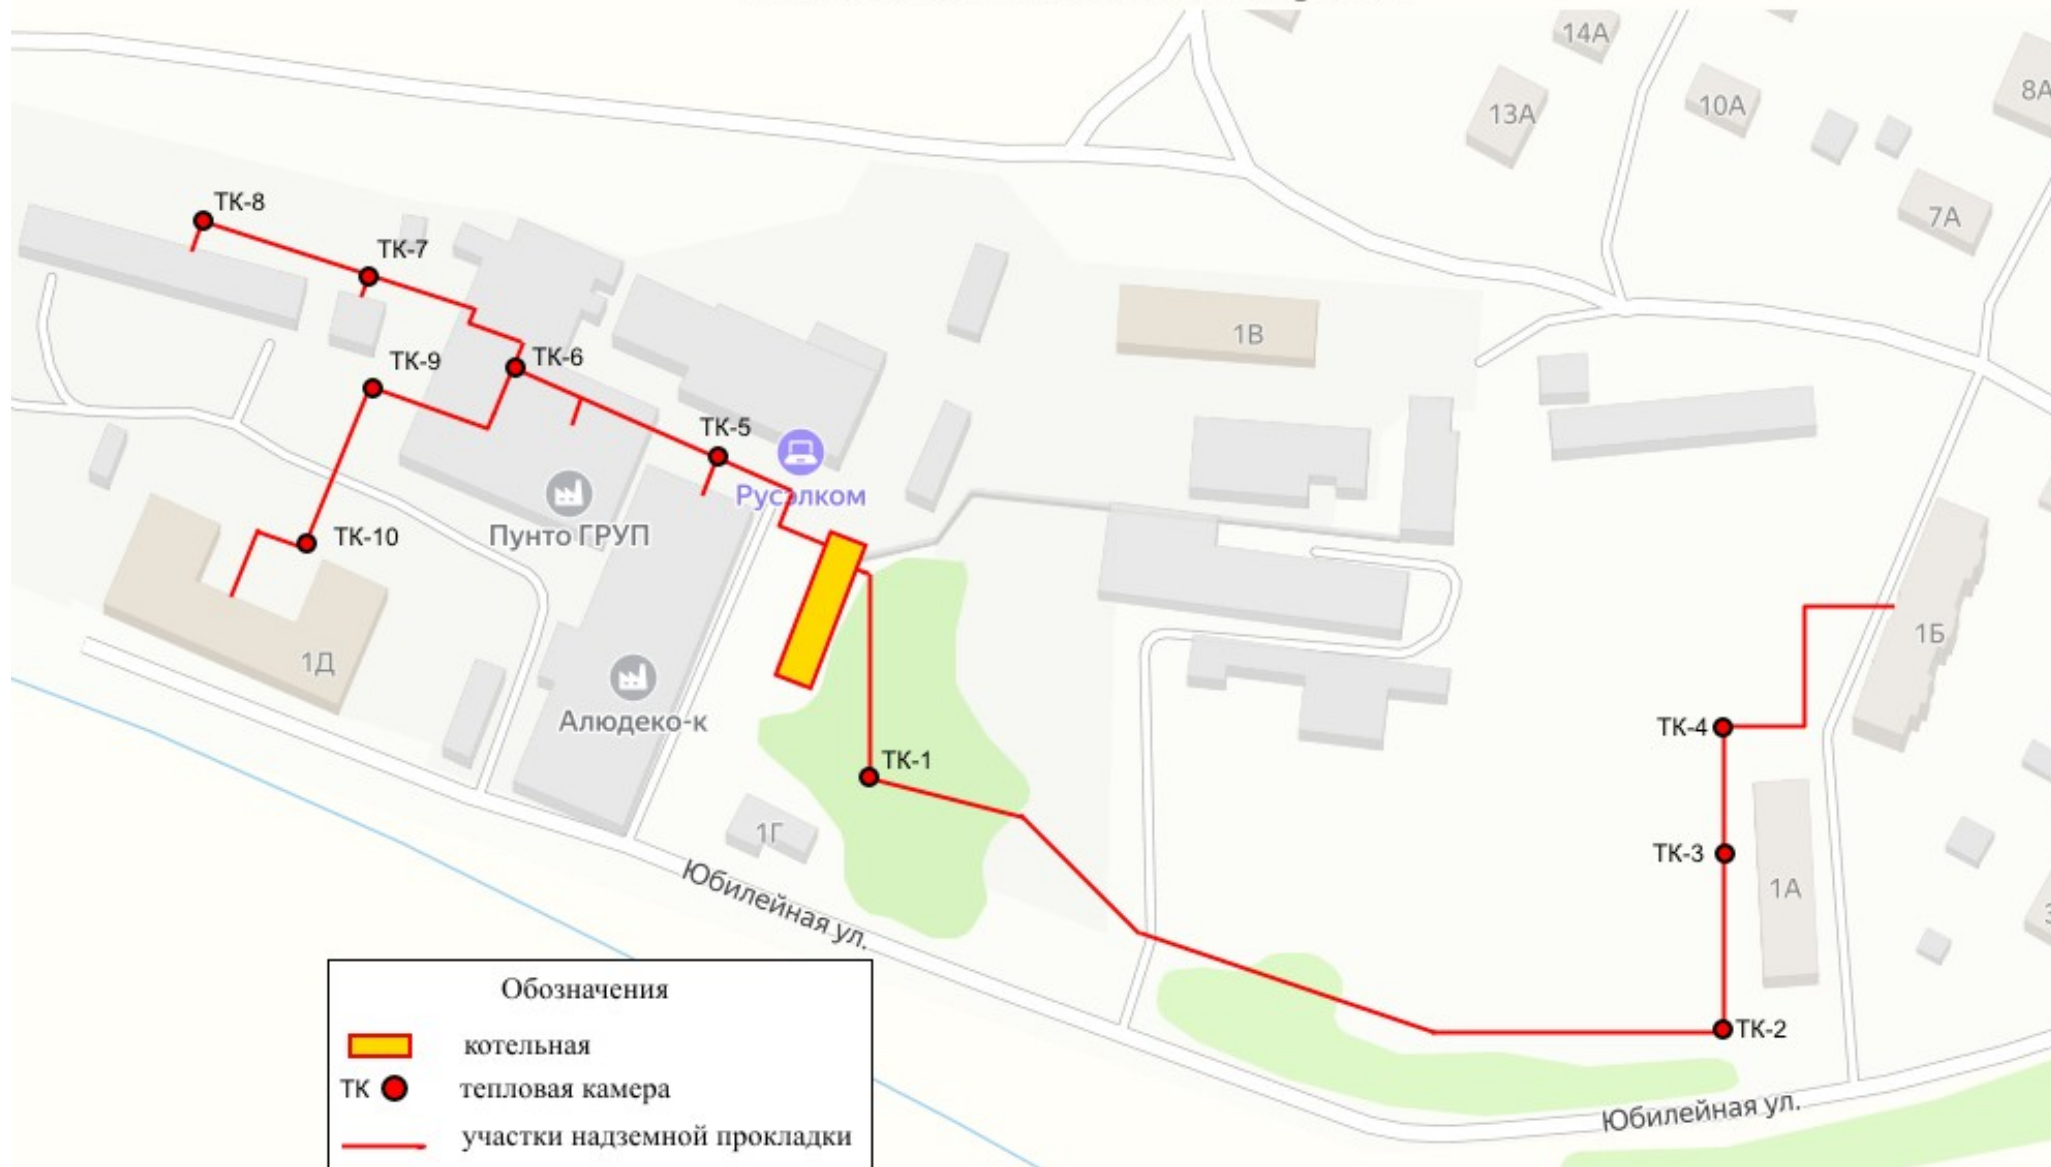 14А
8А
10А
13А
ТК-8
7А
ТК-7
1В
ТК-6
ТК-9
ТК-5
Русэлком
Пунто ГРУП
ТК-10
1Б
1Д
Алюдеко-к
ТК-4
ТК-1
1Г
ТК-3
1А
Юбилейная ул.
ТК-2
Юбилейная ул.
Обозначения
котельная
ТК тепловая камера
участки надземной прокладки